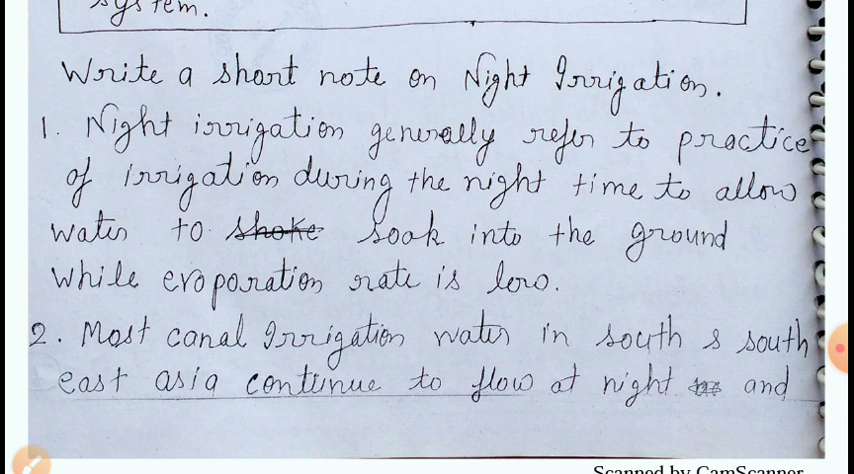 system.
Write a short note on Night Irrigation.
1. Night irrigation generally refer to practice
of Irrigation during the night time to allow
water to shoke soak into the ground
while evoporation rate is low.
2. Most canal Irrigation water in south & south
east asia continue to flow at night and
Scanned by CamScanner